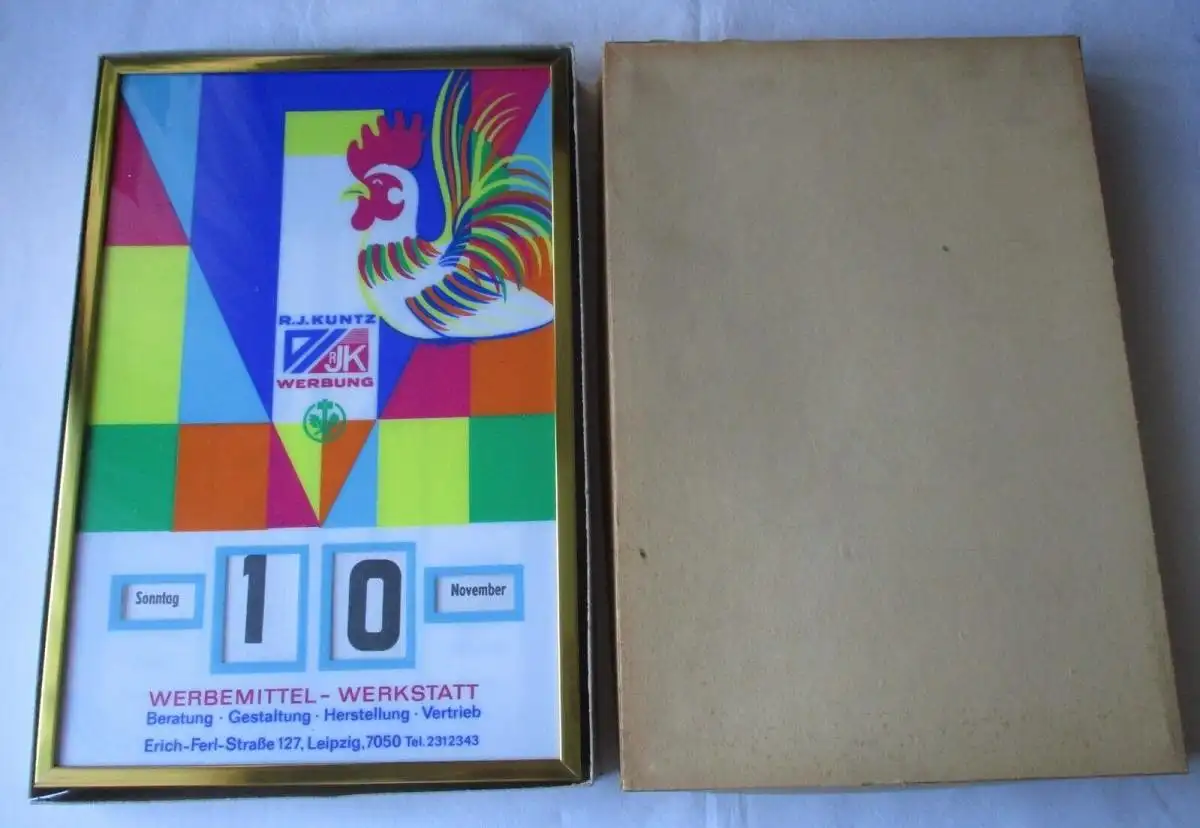 R.J.KUNTZ
RJK
WERBUNG
Sonntag
1 0
November
WERBEMITTEL - WERKSTATT
Beratung · Gestaltung · Herstellung · Vertrieb
Erich-Ferl-Straße 127, Leipzig, 7050 Tel. 2312343